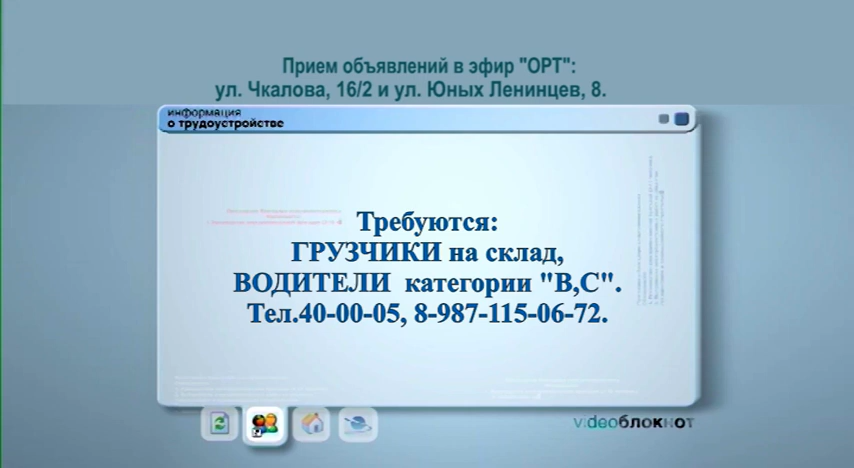 Прием объявлений в эфир "ОРТ":
ул. Чкалова, 16/2 и ул. Юных Ленинцев, 8.
информация
о трудоустройстве
Требуются:
ГРУЗЧИКИ на склад,
ВОДИТЕЛИ категории "В,С".
Тел.40-00-05, 8-987-115-06-72.
videoблокнот